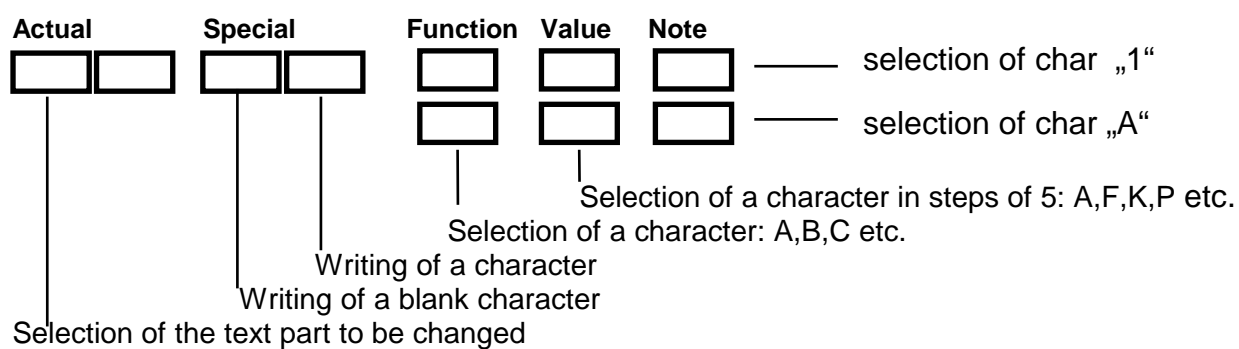 Actual Special Function Value Note
selection of char „1“
selection of char „A“
Selection of a character in steps of 5: A,F,K,P etc.
Selection of a character: A,B,C etc.
Writing of a character
Writing of a blank character
Selection of the text part to be changed